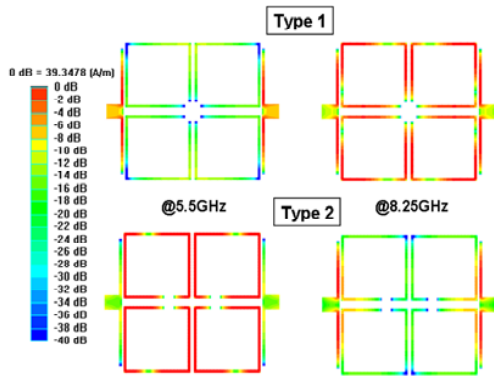 Type 1
0 dB = 39.3478 (A/m)
0 dB
-2 dB
-4 dB
-6 dB
-8 dB
-10 dB
-12 dB
-14 dB
-16 dB
-18 dB
-20 dB
-22 dB
-24 dB
-26 dB
-28 dB
-30 dB
-32 dB
-34 dB
-36 dB
-38 dB
-40 dB
@5.5GHz
Type 2
@8.25GHz